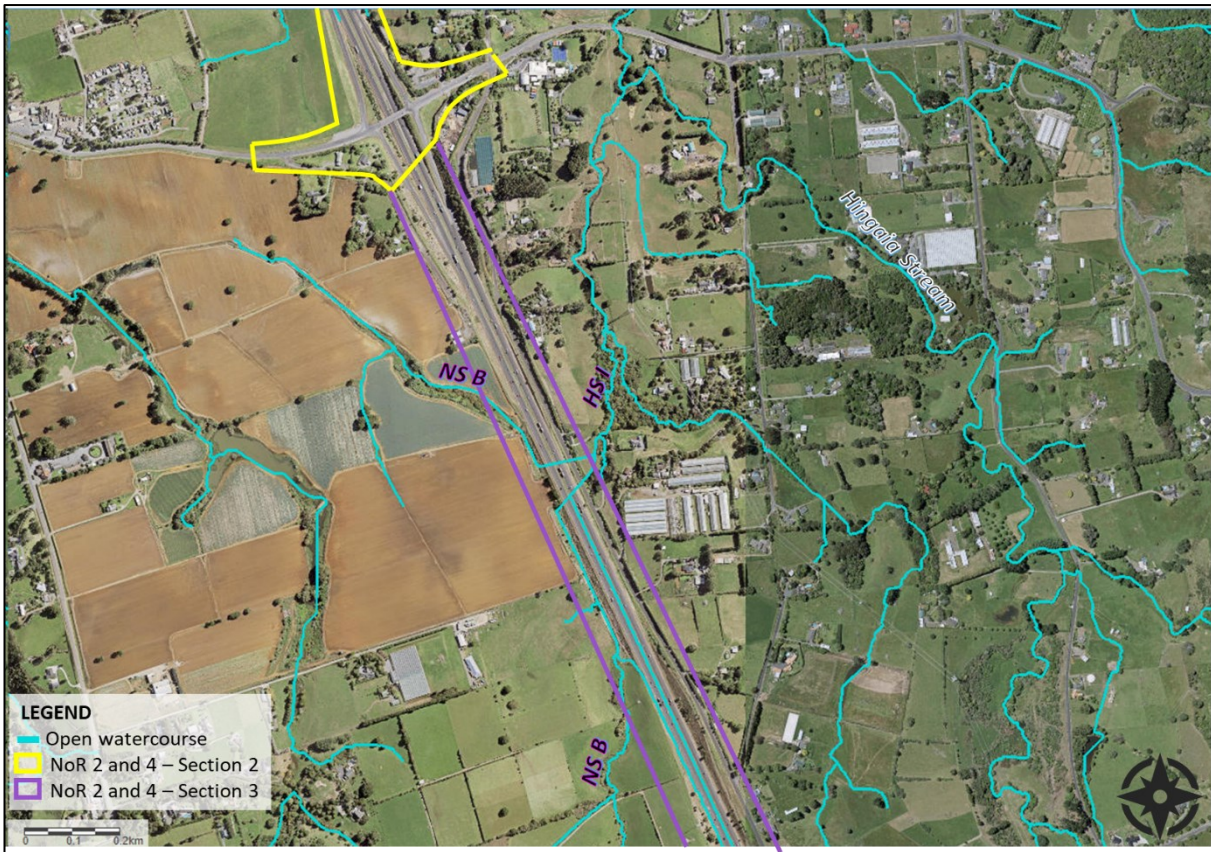 Hingaia Stream
NS B
HS I
NS B
LEGEND
Open watercourse
NoR 2 and 4 – Section 2
NoR 2 and 4 – Section 3
0 0.1 0.2km